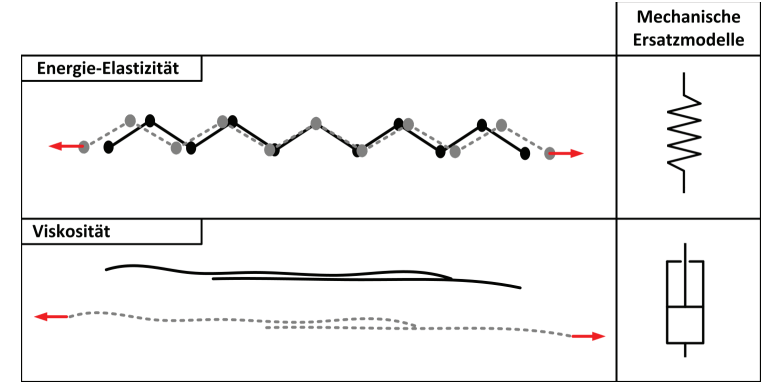 Mechanische
Ersatzmodelle
Energie-Elastizität
Viskosität